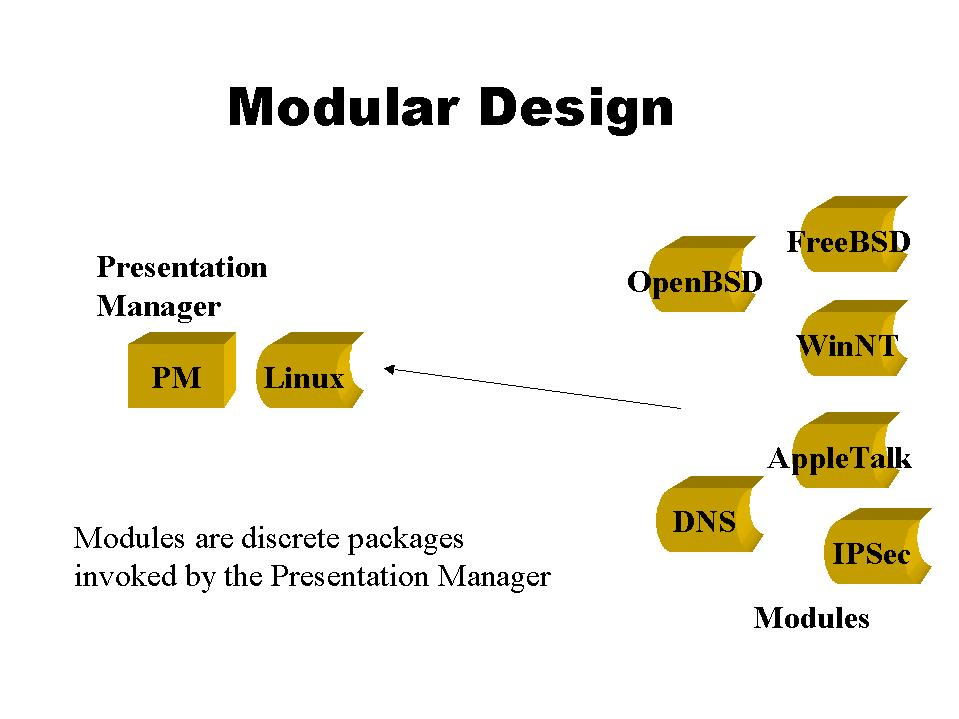 Modular Design
Presentation
Manager
PM
Linux
OpenBSD
FreeBSD
WinNT
AppleTalk
DNS
IPSec
Modules
Modules are discrete packages
invoked by the Presentation Manager